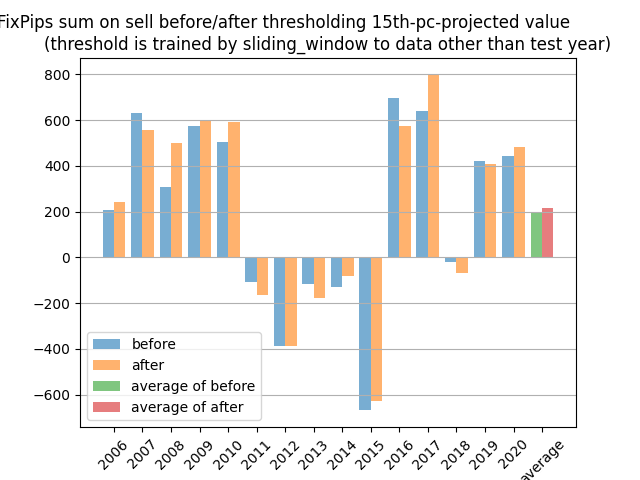 FixPips sum on sell before/after thresholding 15th-pc-projected value
(threshold is trained by sliding_window to data other than test year)
800
600
400
200
0
−200
−400
−600
before
after
average of before
average of after
2006 2007 2008 2009 2010 2011 2012 2013 2014 2015 2016 2017 2018 2019 2020 average